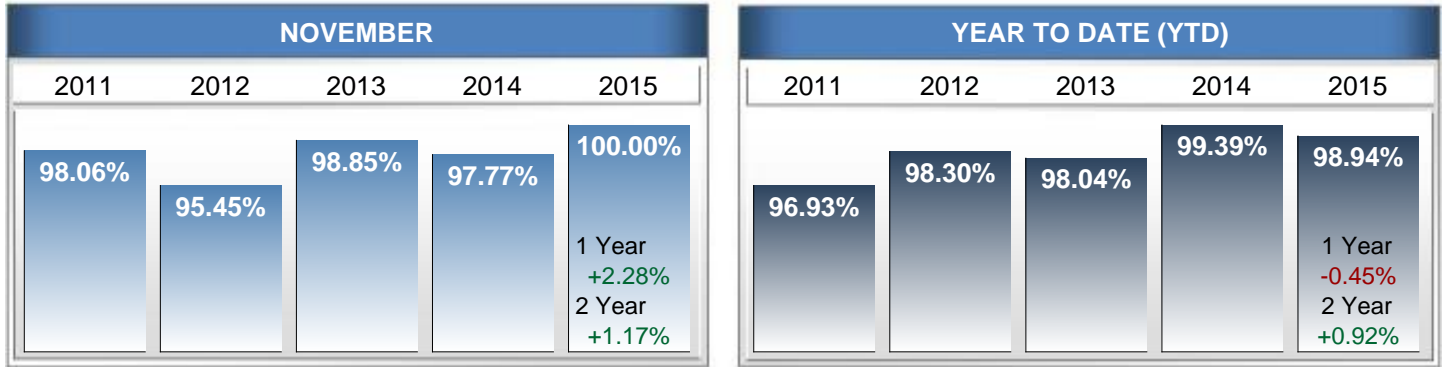 NOVEMBER
2011 2012 2013 2014 2015
98.06% 95.45% 98.85% 97.77% 100.00%
1 Year
+2.28%
2 Year
+1.17%
YEAR TO DATE (YTD)
2011 2012 2013 2014 2015
96.93% 98.30% 98.04% 99.39% 98.94%
1 Year
-0.45%
2 Year
+0.92%